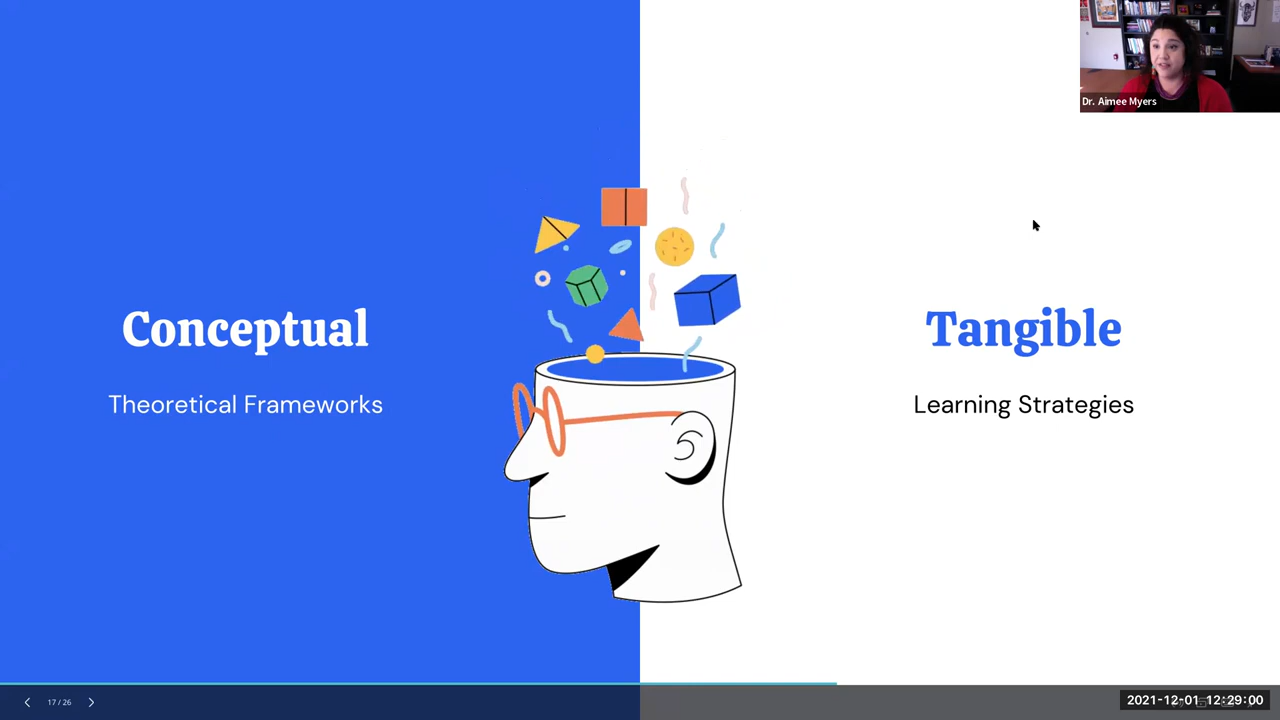 Dr. Aimee Myers
Conceptual
Theoretical Frameworks
Tangible
Learning Strategies
17 / 26
2021-12-01 12:29:00